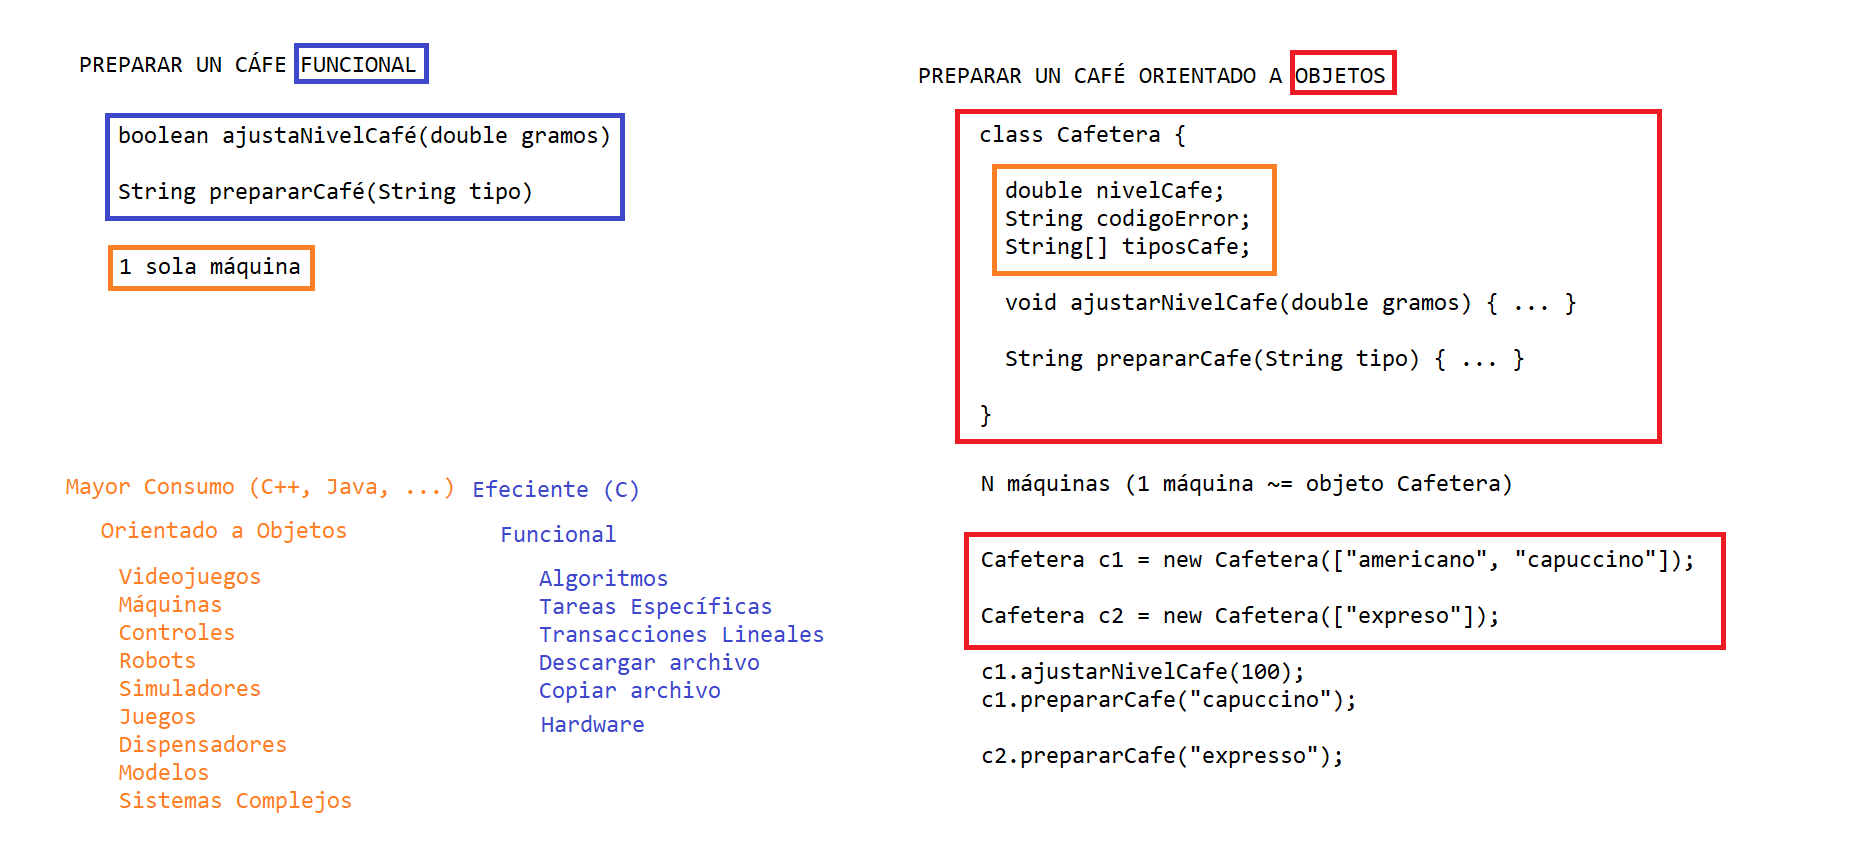 PREPARAR UN CÁFE FUNCIONAL
boolean ajustaNivelCafé(double gramos)
String prepararCafé(String tipo)
1 sola máquina
Mayor Consumo (C++, Java, ...)
Orientado a Objetos
Videojuegos
Máquinas
Controles
Robots
Simuladores
Juegos
Dispensadores
Modelos
Sistemas Complejos
Efeciente (C)
Funcional
Algoritmos
Tareas Específicas
Transacciones Lineales
Descargar archivo
Copiar archivo
Hardware
PREPARAR UN CAFÉ ORIENTADO A OBJETOS
class Cafetera {
double nivelCafe;
String codigoError;
String[] tiposCafe;
void ajustarNivelCafe(double gramos) { ... }
String prepararCafe(String tipo) { ... }
}
N máquinas (1 máquina ~= objeto Cafetera)
Cafetera c1 = new Cafetera(["americano", "capuccino"]);
Cafetera c2 = new Cafetera(["expreso"]);
c1.ajustarNivelCafe(100);
c1.prepararCafe("capuccino");
c2.prepararCafe("expresso");